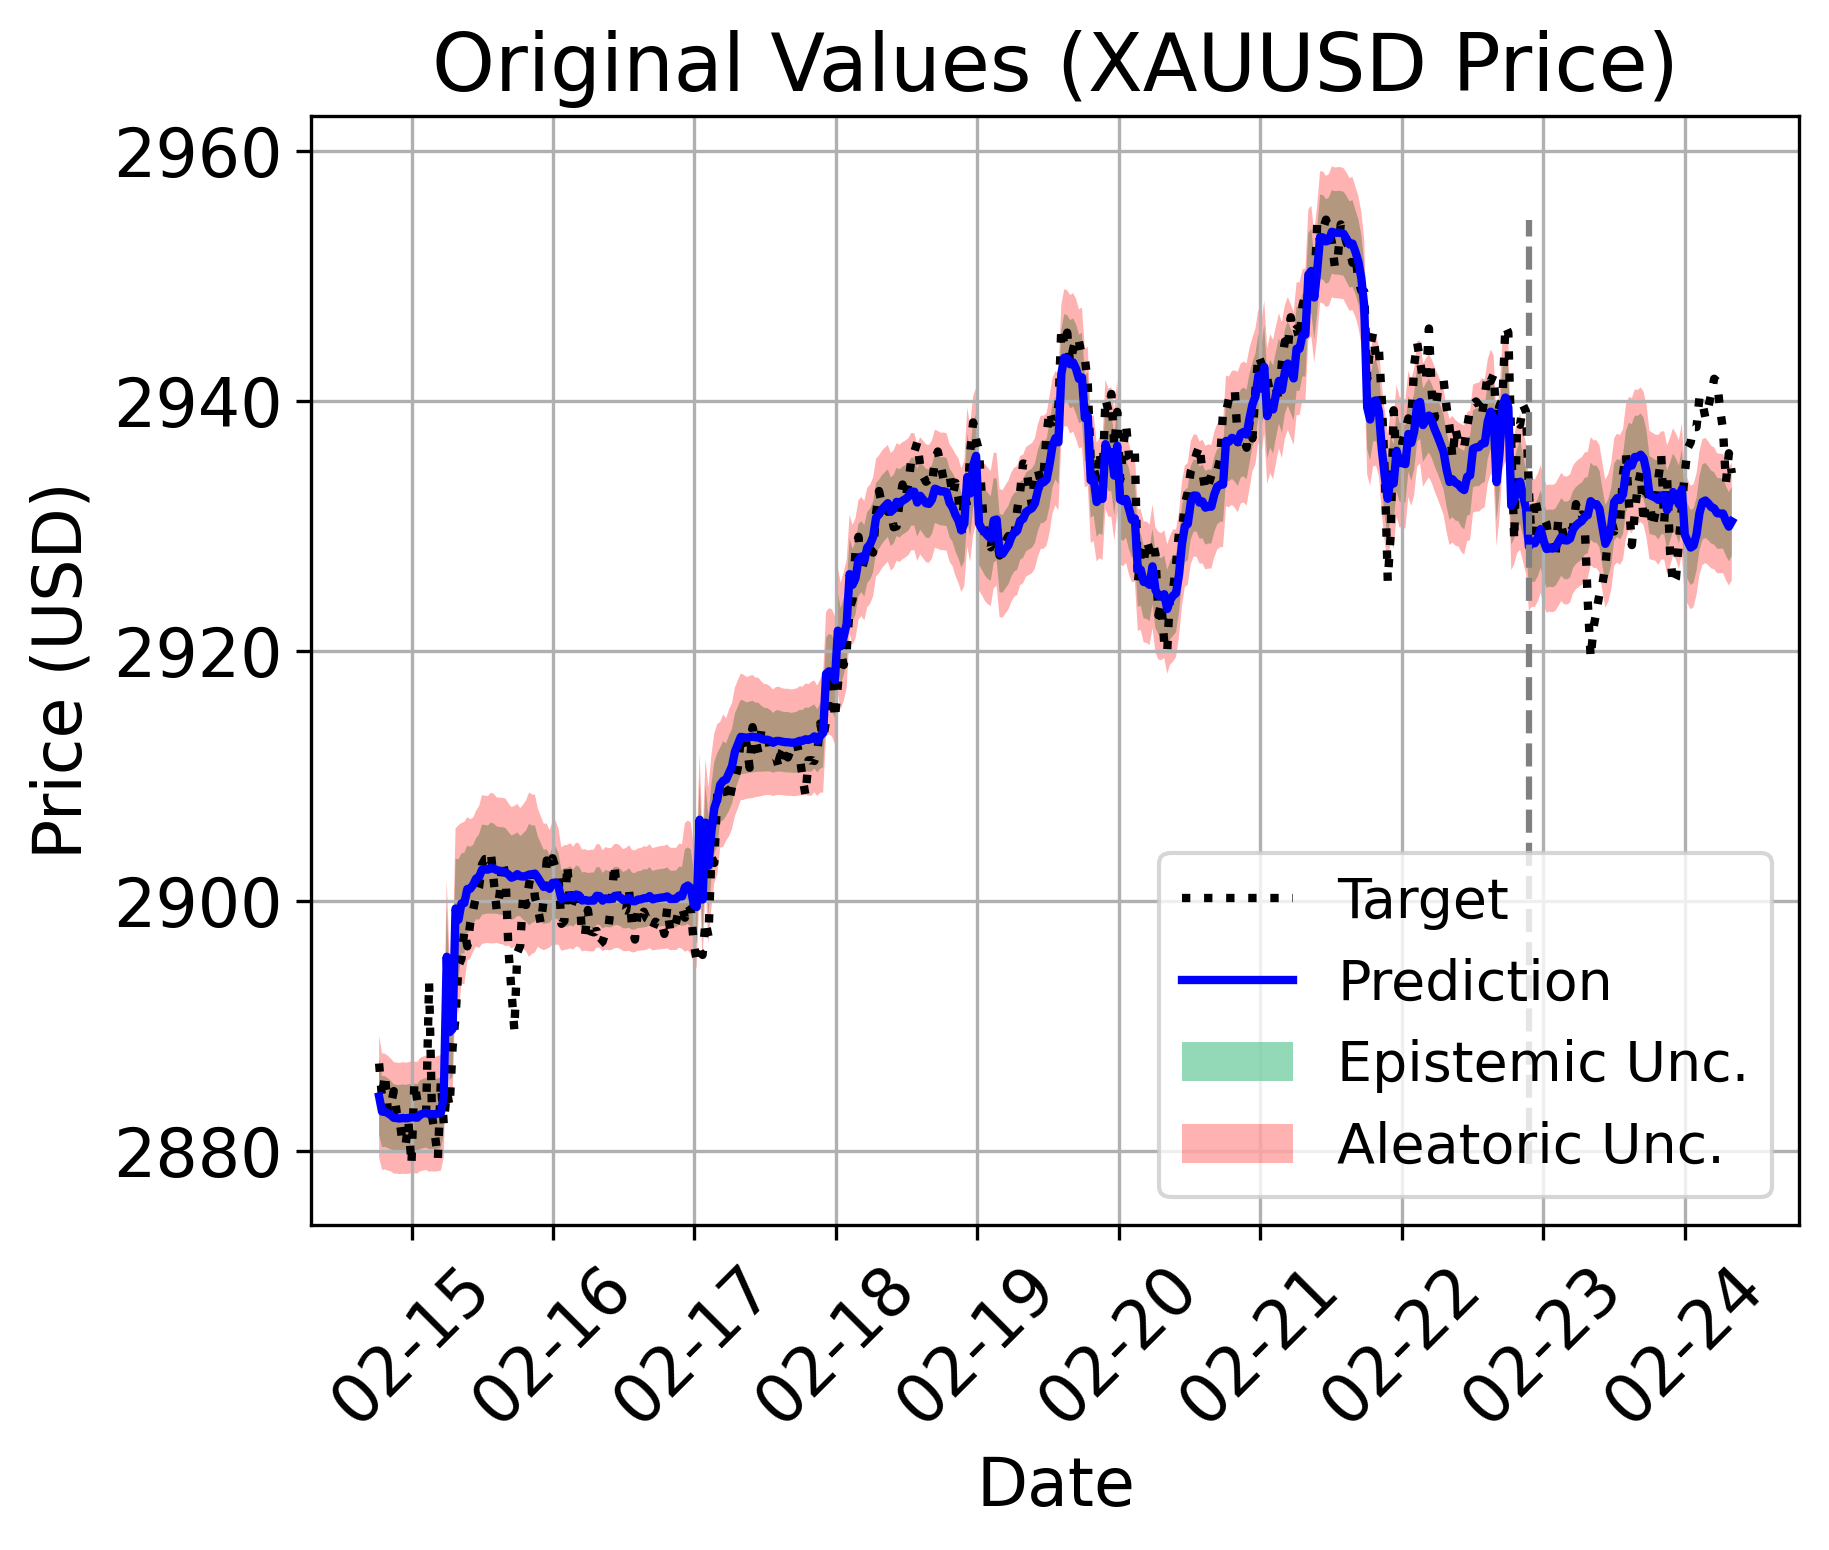 Original Values (XAUUSD Price)
Price (USD)
2960
2940
2920
2900
2880
Target
Prediction
Epistemic Unc.
Aleatoric Unc.
02-15
02-16
02-17
02-18
02-19
02-20
02-21
02-22
02-23
02-24
Date